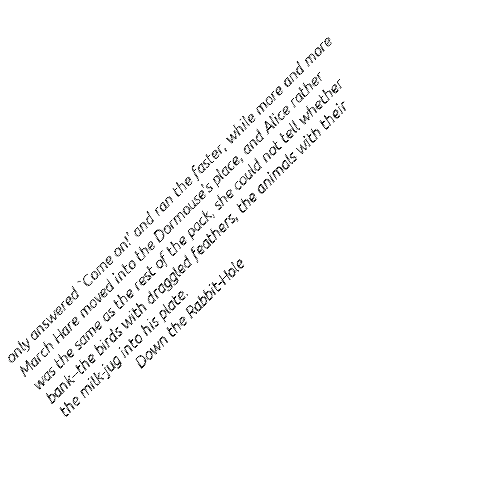 only answered `Come on!' and ran the faster, while more and more
March Hare moved into the Dormouse's place, and Alice rather
was the same as the rest of the pack, she could not tell whether
bank--the birds with draggled feathers, the animals with their
the milk-jug into his plate.
Down the Rabbit-Hole